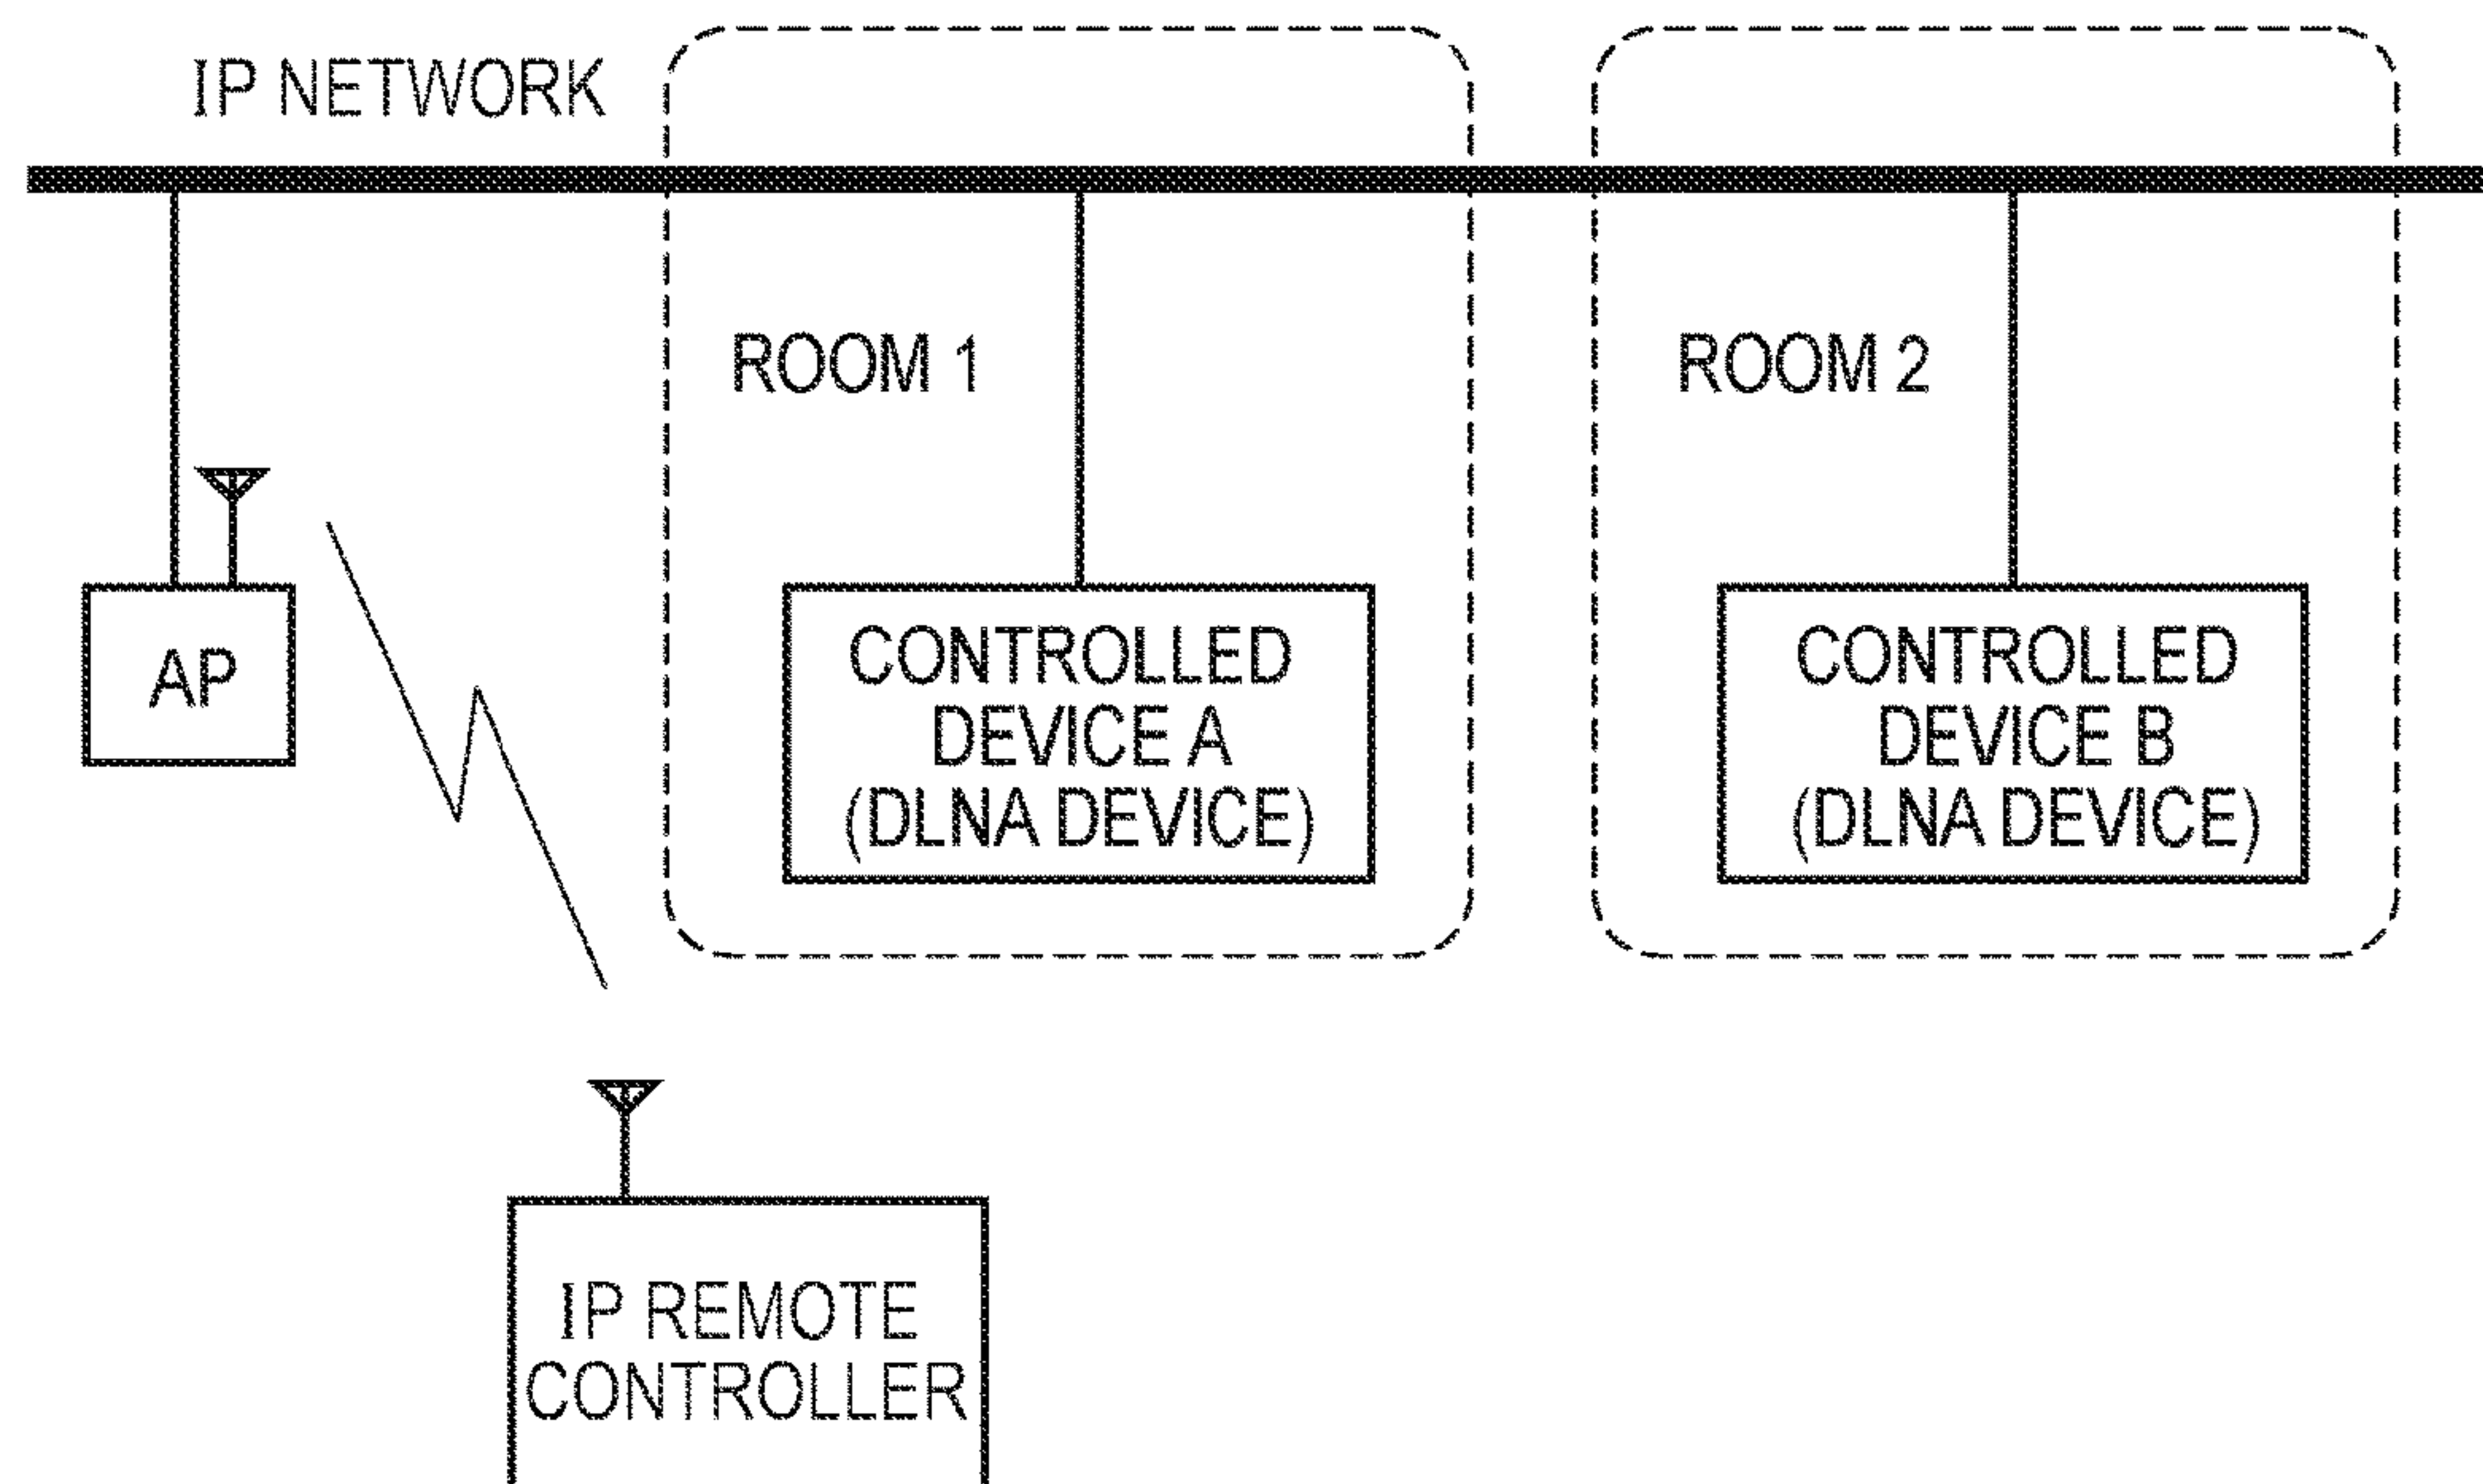 IP NETWORK
ROOM 1
ROOM 2
AP
CONTROLLED
DEVICE A
(DLNA DEVICE)
CONTROLLED
DEVICE B
(DLNA DEVICE)
IP REMOTE
CONTROLLER